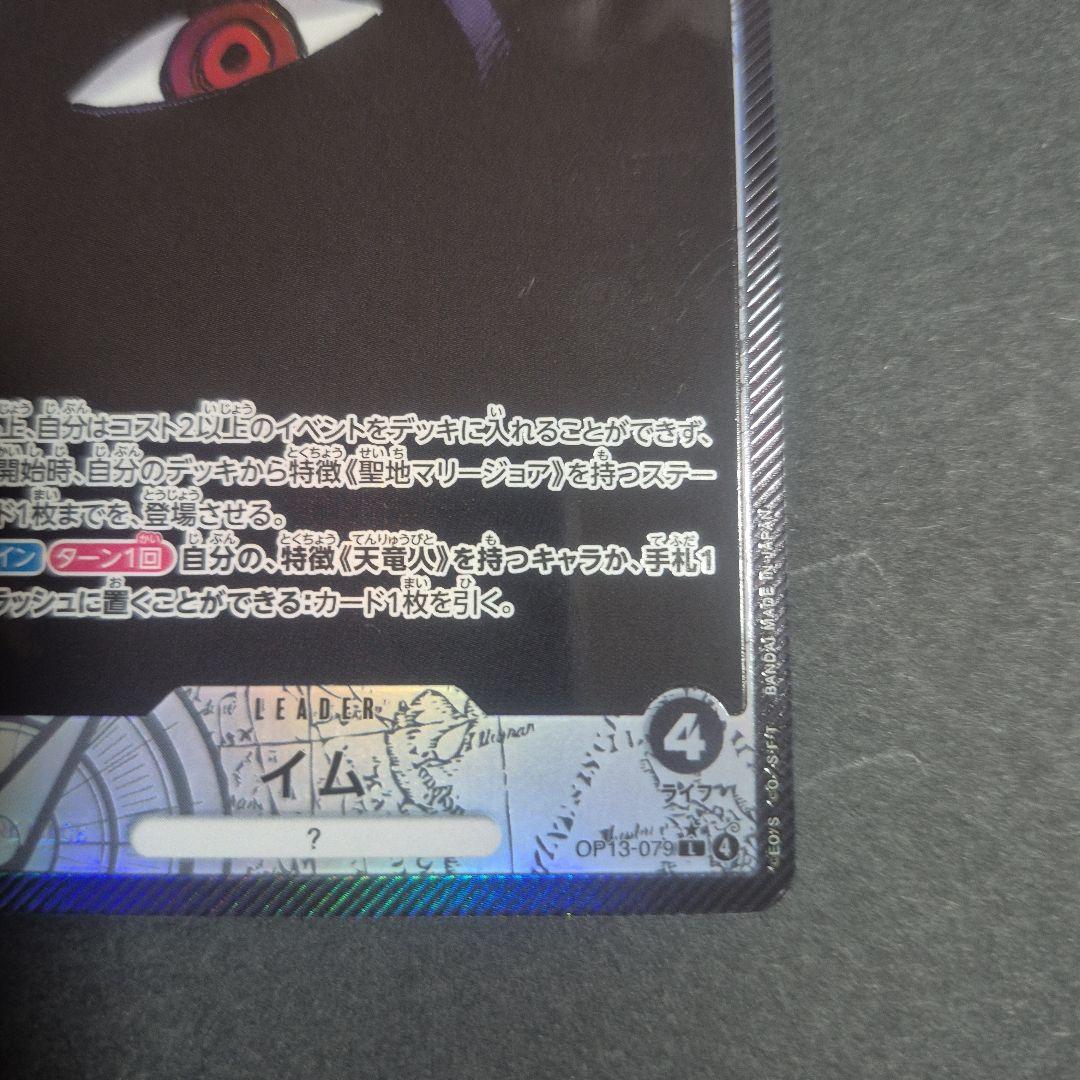 上、自分はコスト2以上のイベントをデッキに入れることができず、
開始時、自分のデッキから特徴《聖地マリージョア》を持つステー
ド1枚までを、登場させる。
イン ターン1回 自分の、特徴《天竜人》を持つキャラか、手札1
ラッシュに置くことができる:カード1枚を引く。
LEADER
イム
?
4
ライフ
OP13-079 L 4
BANDAI MADE IN JAPAN